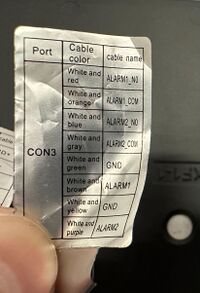 Port Cable color cable name
CON3
White and red ALARM1_NO
White and orange ALARM1_COM
White and blue ALARM2_NO
White and gray ALARM2_COM
White and green GND
White and brown ALARM1
White and yellow GND
White and purple ALARM2